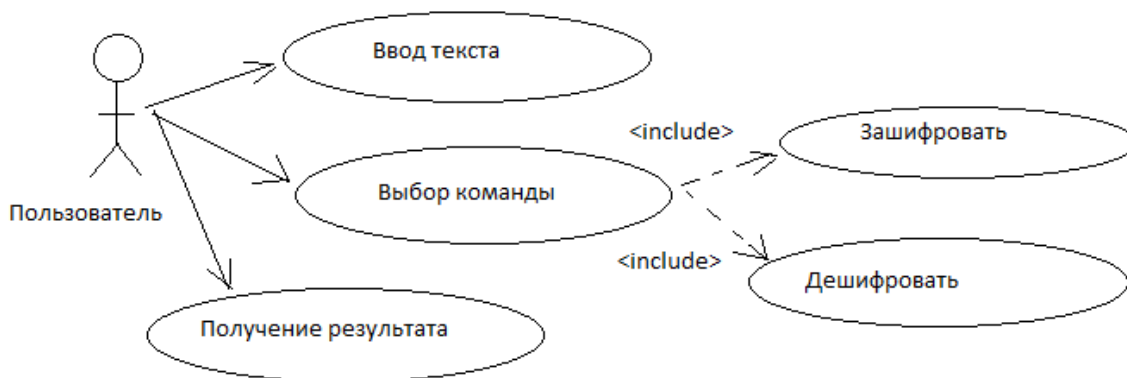 Ввод текста
<include>
Зашифровать
Выбор команды
Пользователь
<include>
Дешифровать
Получение результата